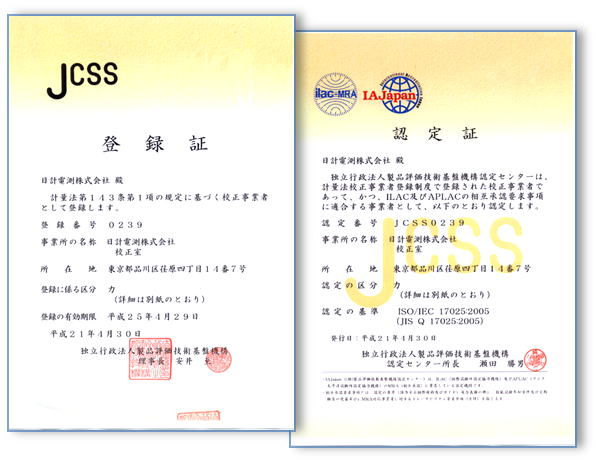 JCSS
登録証
日計電測株式会社 殿
計量法第143条第1項の規定に基づく校正事業者
として登録します。
登録番号 0239
事業所の名称 日計電測株式会社
校正室
所在地 東京都品川区荏原四丁目14番7号
登録に係る区分 力
(詳細は別紙のとおり)
登録の有効期限 平成25年4月29日
平成21年4月30日
独立行政法人製品評価技術基盤機構
理事長 安井 至
ilac-MRA
International Accreditation Japan
IAJapan
認定証
日計電測株式会社 殿
独立行政法人製品評価技術基盤機構認定センターは、
計量法校正事業者登録制度で登録された校正事業者で
あって、かつ、ILAC及びAPLACの相互承認要求事項
に適合する事業者として、以下のとおり認定します。
認定番号 JCSS0239
JCSS
事業所の名称 日計電測株式会社
校正室
所在地 東京都品川区荏原四丁目14番7号
認定の区分 力
(詳細は別紙のとおり)
認定の基準 ISO/IEC 17025:2005
(JIS Q 17025:2005)
発行日:平成21年4月30日
独立行政法人製品評価技術基盤機構
認定センター所長 瀬田 勝男